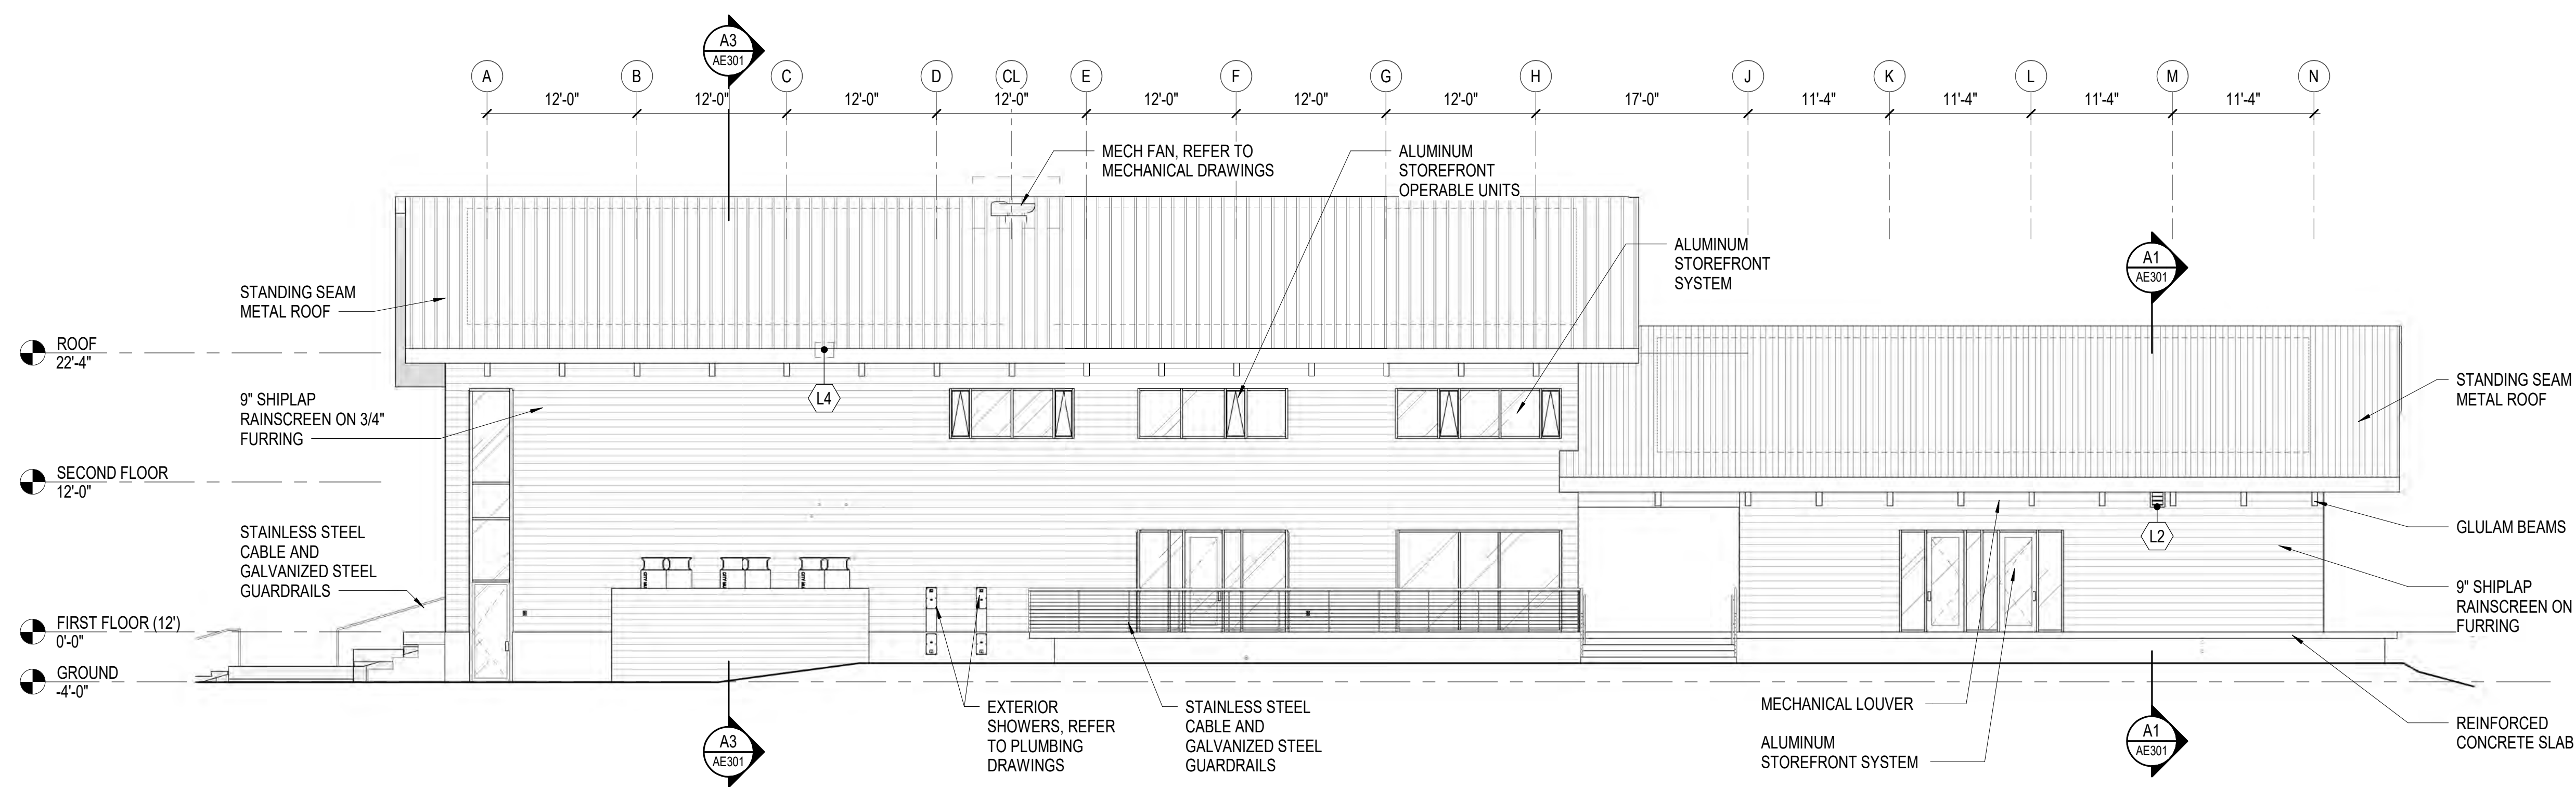 A3
AE301
A
B
C
D
CL
E
F
G
H
J
K
L
M
N
12'-0"
12'-0"
12'-0"
12'-0"
12'-0"
12'-0"
12'-0"
17'-0"
11'-4"
11'-4"
11'-4"
11'-4"
MECH FAN, REFER TO
MECHANICAL DRAWINGS
ALUMINUM
STOREFRONT
OPERABLE UNITS
ALUMINUM
STOREFRONT
SYSTEM
A1
AE301
STANDING SEAM
METAL ROOF
ROOF
22'-4"
L4
9" SHIPLAP
RAINSCREEN ON 3/4"
FURRING
STANDING SEAM
METAL ROOF
SECOND FLOOR
12'-0"
STAINLESS STEEL
CABLE AND
GALVANIZED STEEL
GUARDRAILS
L2
GLULAM BEAMS
9" SHIPLAP
RAINSCREEN ON
FURRING
FIRST FLOOR (12')
0'-0"
GROUND
-4'-0"
EXTERIOR
SHOWERS, REFER
TO PLUMBING
DRAWINGS
STAINLESS STEEL
CABLE AND
GALVANIZED STEEL
GUARDRAILS
MECHANICAL LOUVER
ALUMINUM
STOREFRONT SYSTEM
REINFORCED
CONCRETE SLAB
A3
AE301
A1
AE301